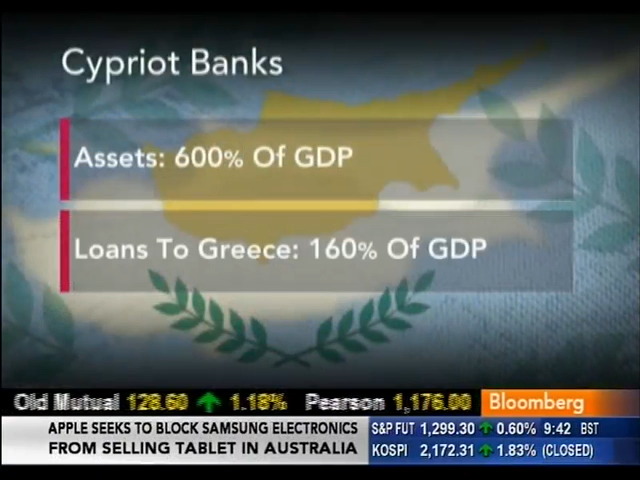 Cypriot Banks
Assets: 600% Of GDP
Loans To Greece: 160% Of GDP
Old Mutual 128.60 1.18% Pearson 1,176.00 Bloomberg
APPLE SEEKS TO BLOCK SAMSUNG ELECTRONICS
FROM SELLING TABLET IN AUSTRALIA
S&P FUT 1,299.30 0.60% 9:42 BST
KOSPI 2,172.31 1.83% (CLOSED)